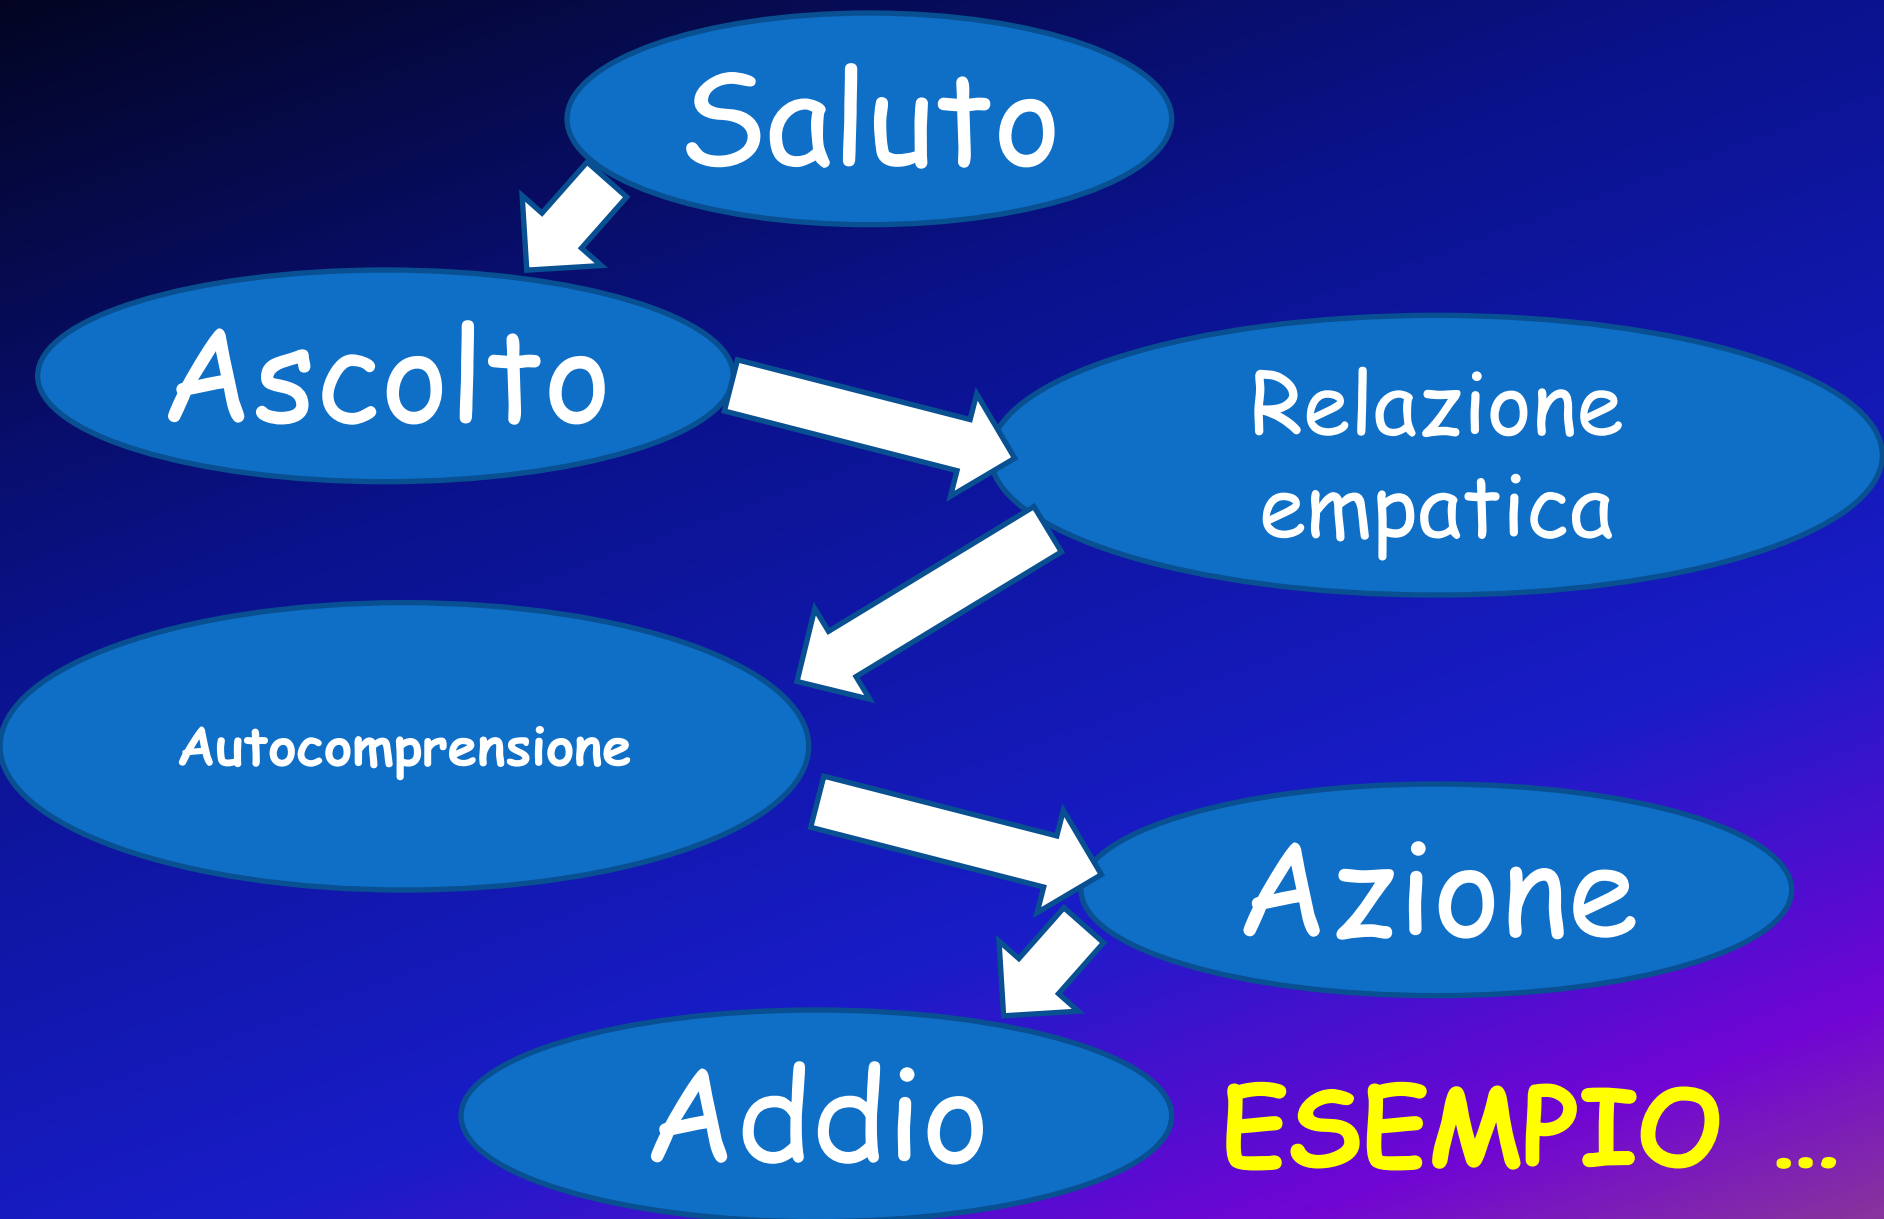 Saluto
Ascolto
Relazione
empatica
Autocomprensione
Azione
Addio
ESEMPIO ...